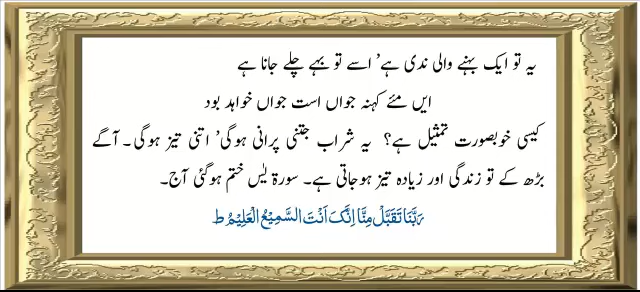 یہ تو ایک بہنے والی ندی ہے’ اسے تو بہے چلے جانا ہے
ایں مئے کہنہ جواں است جواں خواہد بود
کیسی خوبصورت تمثیل ہے؟ یہ شراب جتنی پرانی ہوگی’ اتنی تیز ہوگی۔ آگے
بڑھ کے تو زندگی اور زیادہ تیز ہوجاتی ہے۔ سورۃ یٰس ختم ہوگئی آج۔
رَبَّنَا تَقَبَّلْ مِنَّا اِنَّکَ اَنْتَ السَّمِیْعُ الْعَلِیْمُ ط